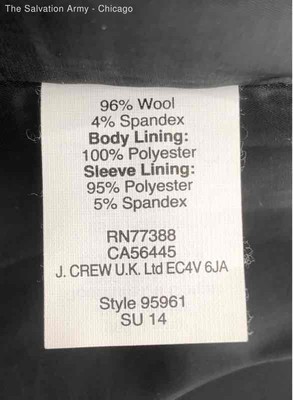 The Salvation Army - Chicago
96% Wool
4% Spandex
Body Lining:
100% Polyester
Sleeve Lining:
95% Polyester
5% Spandex
RN77388
CA56445
J. CREW U.K. Ltd EC4V 6JA
Style 95961
SU 14